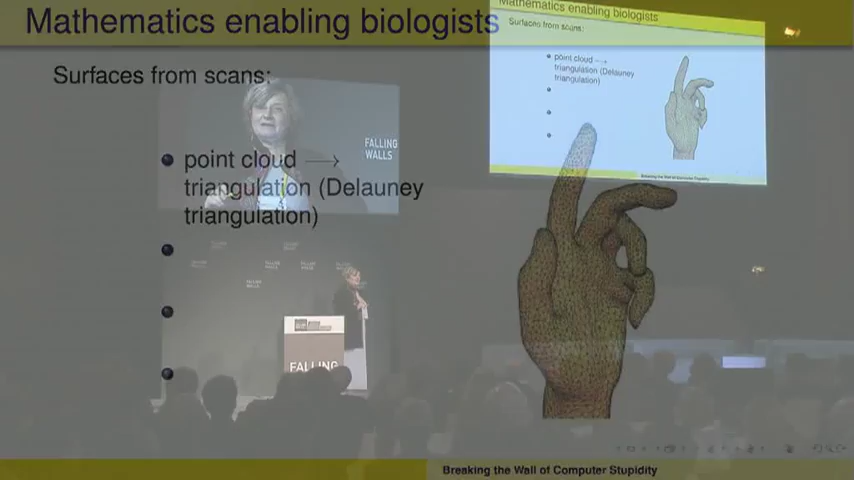 Mathematics enabling biologists
Surfaces from scans:
point cloud →
triangulation (Delauney
triangulation)
Mathematics enabling biologists
Surfaces from scans:
point cloud →
triangulation (Delauney
triangulation)
Breaking the Wall of Computer Stupidity
FALLING
WALLS
FALLING
Breaking the Wall of Computer Stupidity